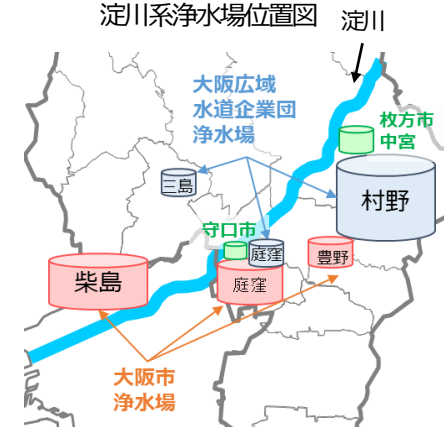 淀川系浄水場位置図
淀川
大阪広域
水道企業団
浄水場
枚方市
中宮
三島
村野
守口市
庭窪
豊野
庭窪
柴島
大阪市
浄水場